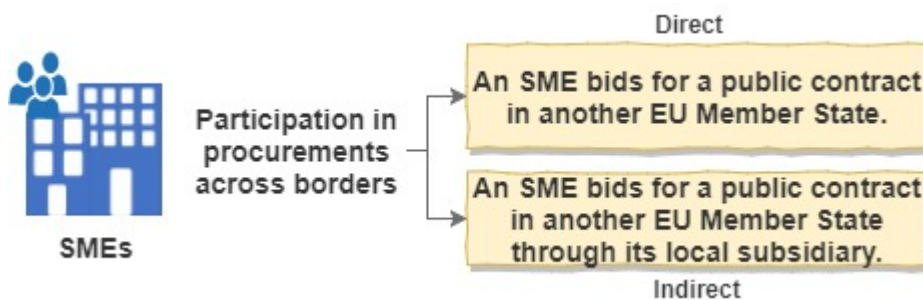 SMEs
Participation in
procurements
across borders
Direct
An SME bids for a public contract
in another EU Member State.
An SME bids for a public contract
in another EU Member State
through its local subsidiary.
Indirect